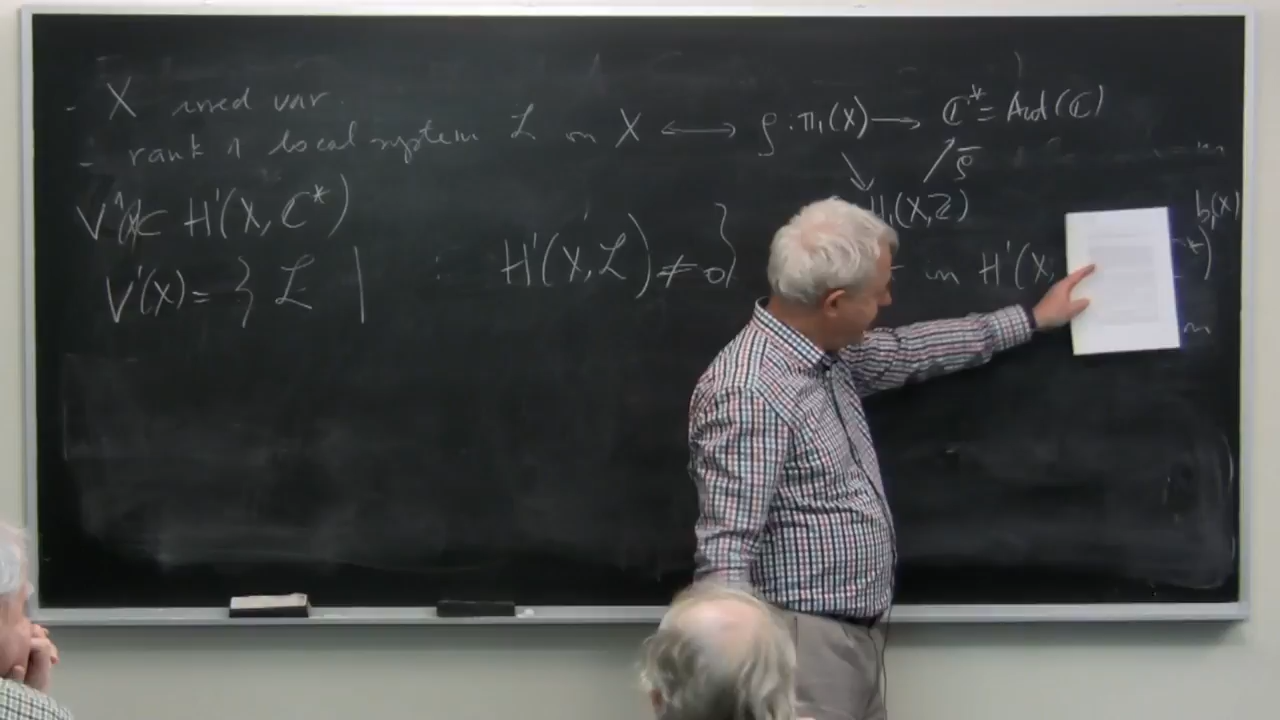 - X irred var.
- rank 1 local system ℒ on X ⟷ ρ: π₁(X) ⟶ ℂ* = Aut(ℂ)
↘ ↗ ρ̄
H₁(X,ℤ)
V¹ ⊂ H¹(X, ℂ*)
b₁(X)
V¹(X) = { ℒ | : H¹(X, ℒ) ≠ 0 }
in H¹(X,